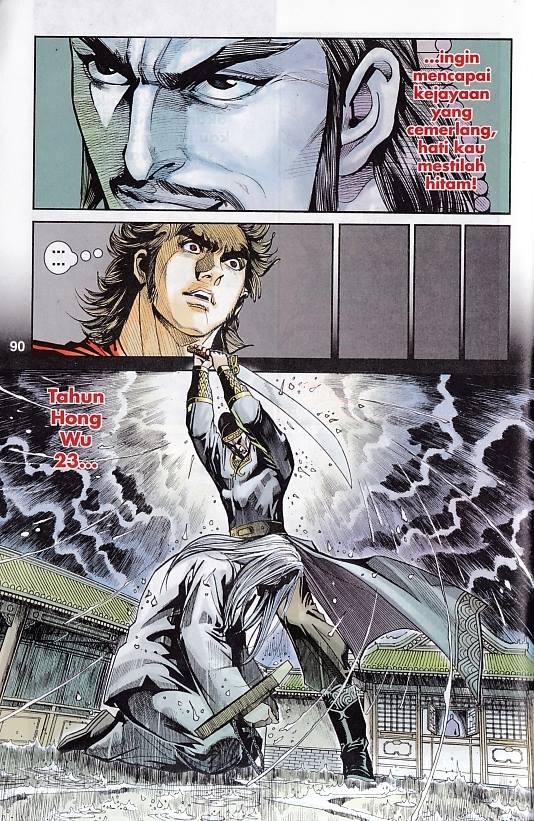 ...ingin
mencapai
kejayaan
yang
cemerlang,
hati kau
mestilah
hitam!
...
...
90
Tahun
Hong
Wu
23...